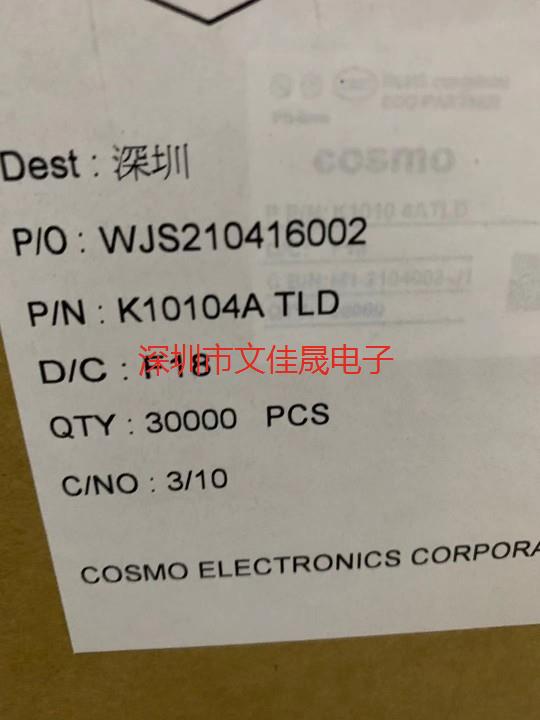 Dest : 深圳
P/O : WJS210416002
P/N : K10104A TLD
D/C : F18
深圳市文佳晟电子
QTY : 30000 PCS
C/NO : 3/10
COSMO ELECTRONICS CORPORA
cosmo